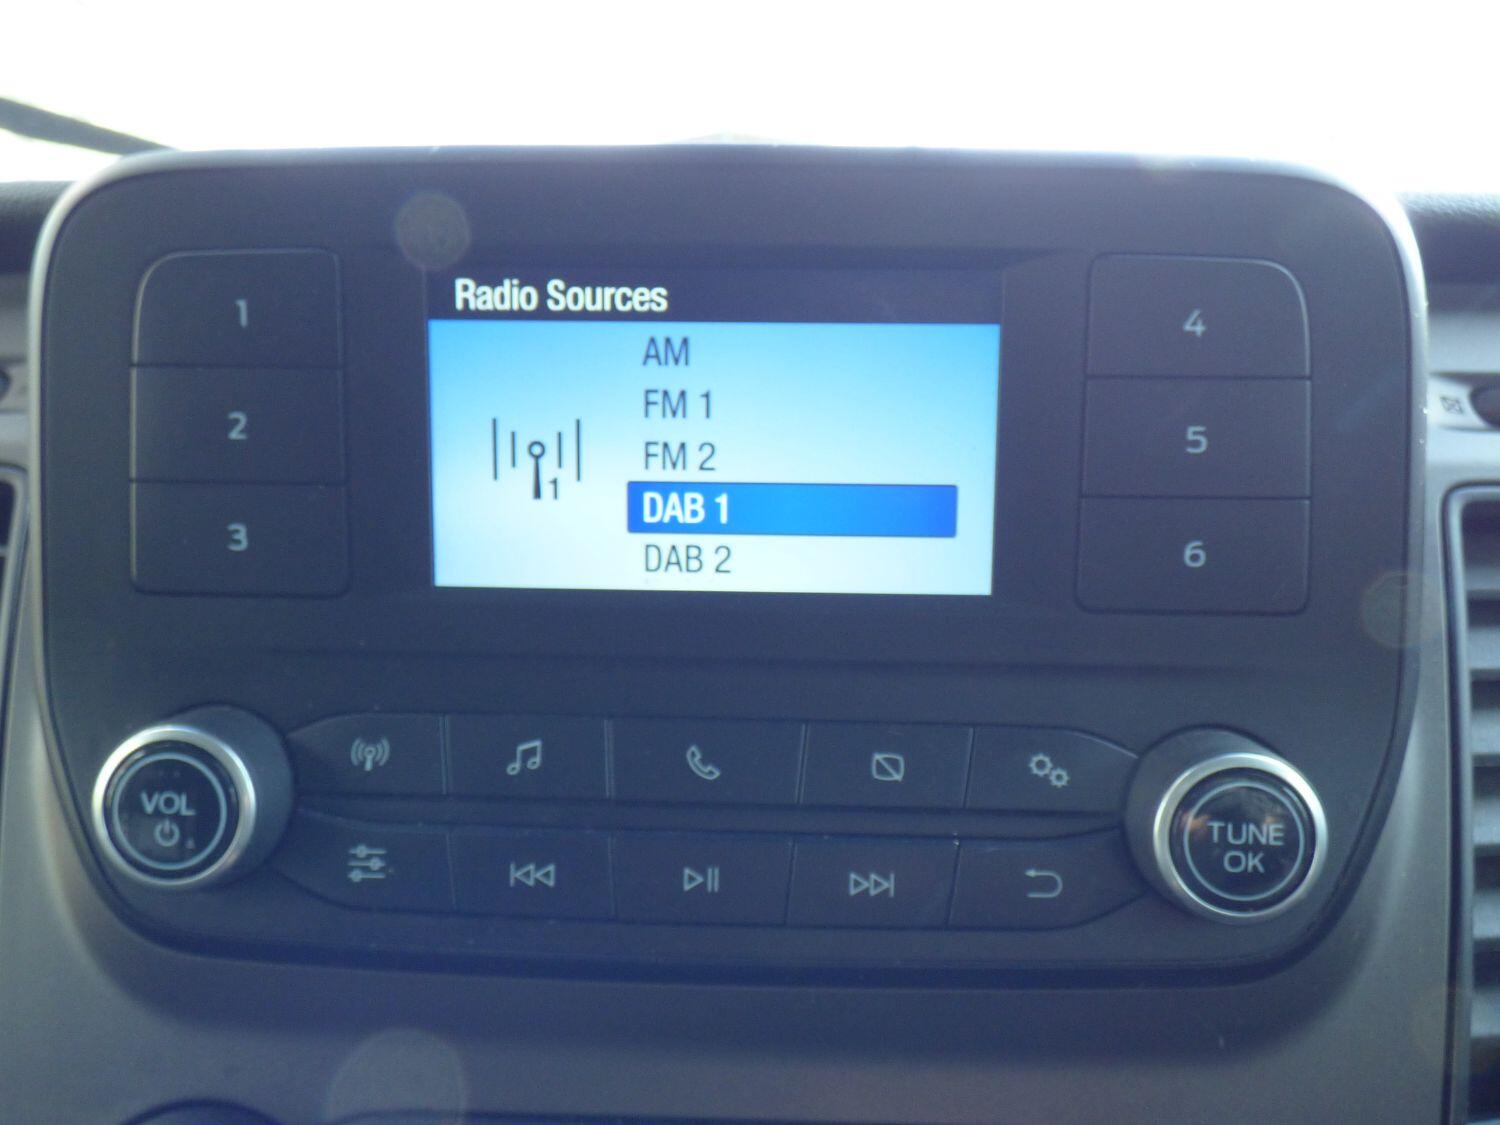 Radio Sources
AM
FM 1
FM 2
DAB 1
DAB 2
1
1
2
3
4
5
6
VOL
TUNE
OK